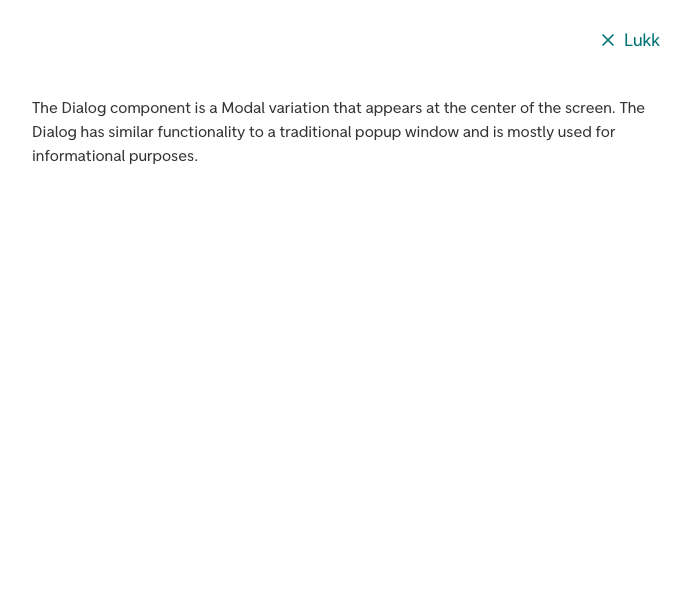 Lukk
The Dialog component is a Modal variation that appears at the center of the screen. The
Dialog has similar functionality to a traditional popup window and is mostly used for
informational purposes.